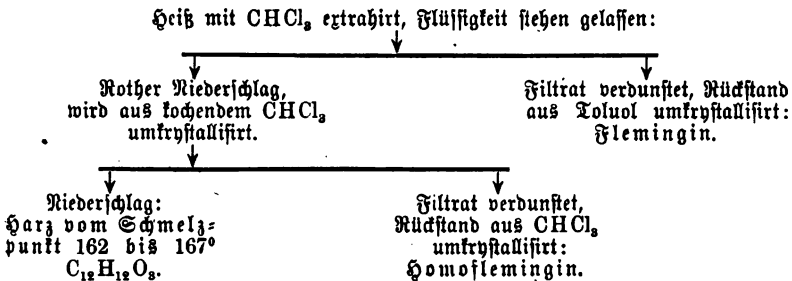 Heiß mit CHCl₃ extrahirt, Flüssigkeit stehen gelassen:
Rother Niederschlag,
wird aus kochendem CHCl₃
umkrystallisirt.
Filtrat verdunstet, Rückstand
aus Toluol umkrystallisirt:
Flemingin.
Niederschlag:
Harz vom Schmelz=
punkt 162 bis 167⁰
C₁₂H₁₂O₃.
Filtrat verdunstet,
Rückstand aus CHCl₃
umkrystallisirt:
Homoflemingin.